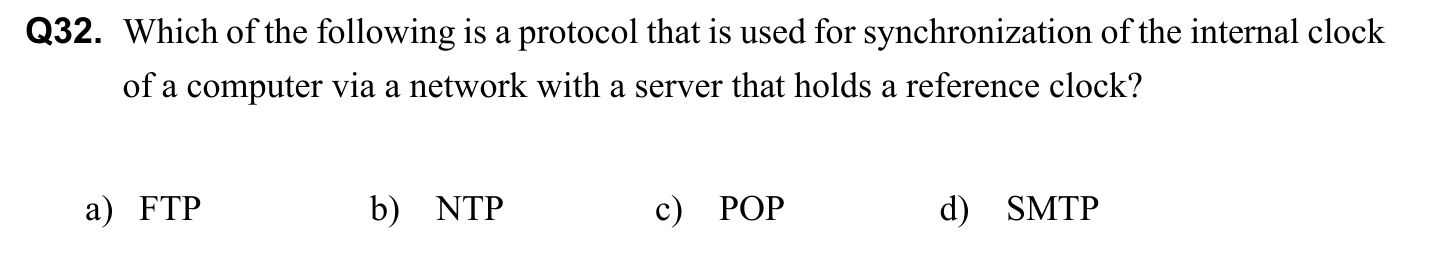 Q32. Which of the following is a protocol that is used for synchronization of the internal clock
of a computer via a network with a server that holds a reference clock?
a) FTP b) NTP c) POP d) SMTP